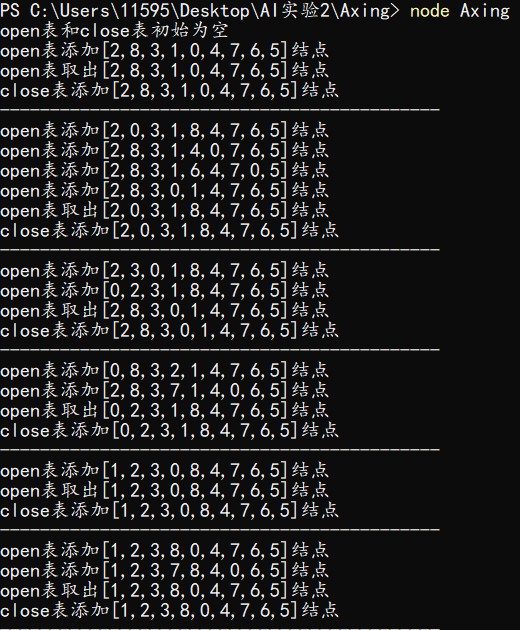 PS C:\Users\11595\Desktop\AI实验2\Axing> node Axing
open表和close表初始为空
open表添加[2,8,3,1,0,4,7,6,5]结点
open表取出[2,8,3,1,0,4,7,6,5]结点
close表添加[2,8,3,1,0,4,7,6,5]结点
----------------------------------------
open表添加[2,0,3,1,8,4,7,6,5]结点
open表添加[2,8,3,1,4,0,7,6,5]结点
open表添加[2,8,3,1,6,4,7,0,5]结点
open表添加[2,8,3,0,1,4,7,6,5]结点
open表取出[2,0,3,1,8,4,7,6,5]结点
close表添加[2,0,3,1,8,4,7,6,5]结点
----------------------------------------
open表添加[2,3,0,1,8,4,7,6,5]结点
open表添加[0,2,3,1,8,4,7,6,5]结点
open表取出[2,8,3,0,1,4,7,6,5]结点
close表添加[2,8,3,0,1,4,7,6,5]结点
----------------------------------------
open表添加[0,8,3,2,1,4,7,6,5]结点
open表添加[2,8,3,7,1,4,0,6,5]结点
open表取出[0,2,3,1,8,4,7,6,5]结点
close表添加[0,2,3,1,8,4,7,6,5]结点
----------------------------------------
open表添加[1,2,3,0,8,4,7,6,5]结点
open表取出[1,2,3,0,8,4,7,6,5]结点
close表添加[1,2,3,0,8,4,7,6,5]结点
----------------------------------------
open表添加[1,2,3,8,0,4,7,6,5]结点
open表添加[1,2,3,7,8,4,0,6,5]结点
open表取出[1,2,3,8,0,4,7,6,5]结点
close表添加[1,2,3,8,0,4,7,6,5]结点
----------------------------------------